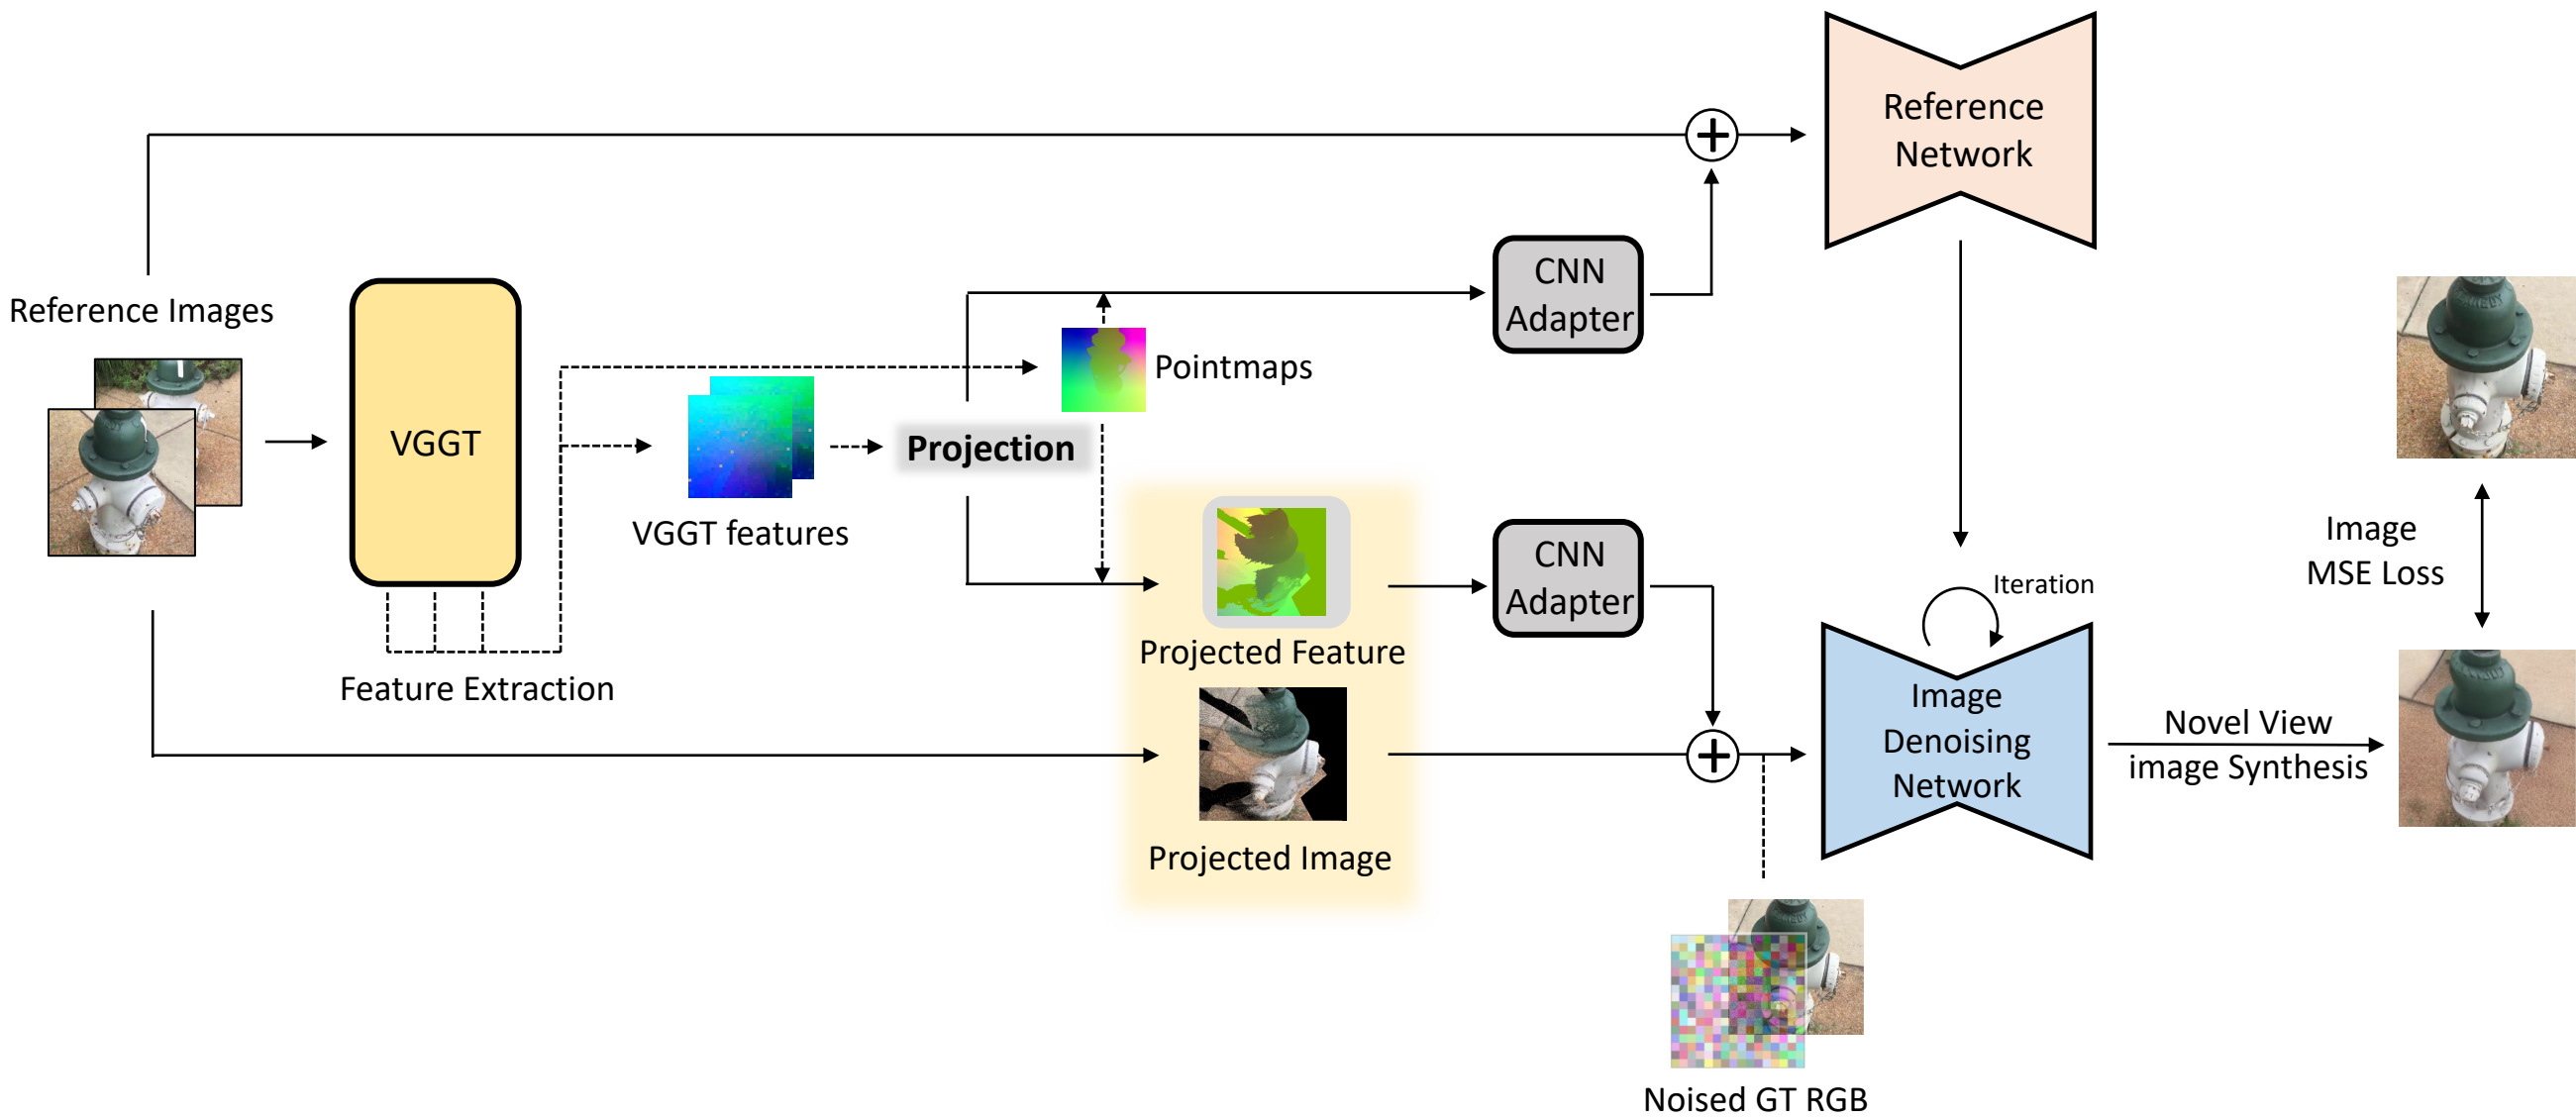 Reference
Network
CNN
Adapter
Reference Images
Pointmaps
VGGT
Projection
VGGT features
CNN
Adapter
Image
MSE Loss
Iteration
Projected Feature
Feature Extraction
Image
Denoising
Network
Novel View
image Synthesis
Projected Image
Noised GT RGB